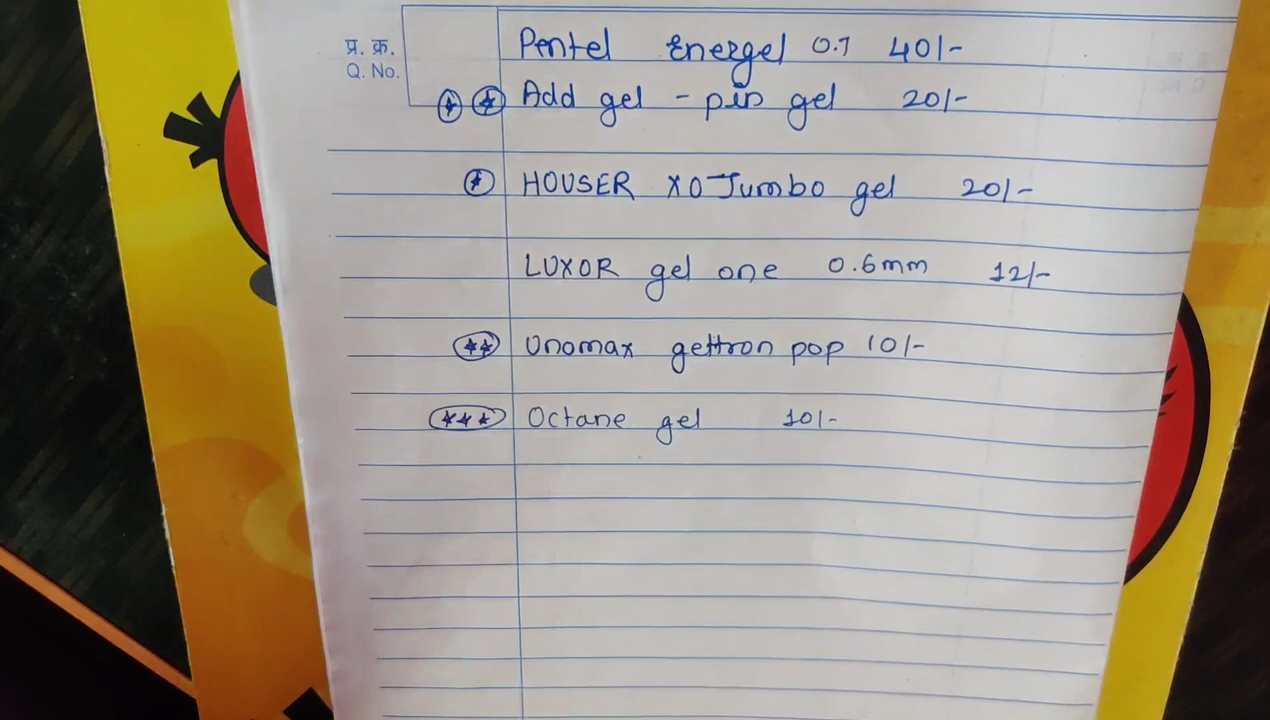 प्र. क्र.
Q. No.
Pentel Energel 0.7 40/-
Add gel - pin gel 20/-
HOUSER XO Jumbo gel 20/-
LUXOR gel one 0.6mm 12/-
Unomax geltron pop 10/-
Octane gel 10/-